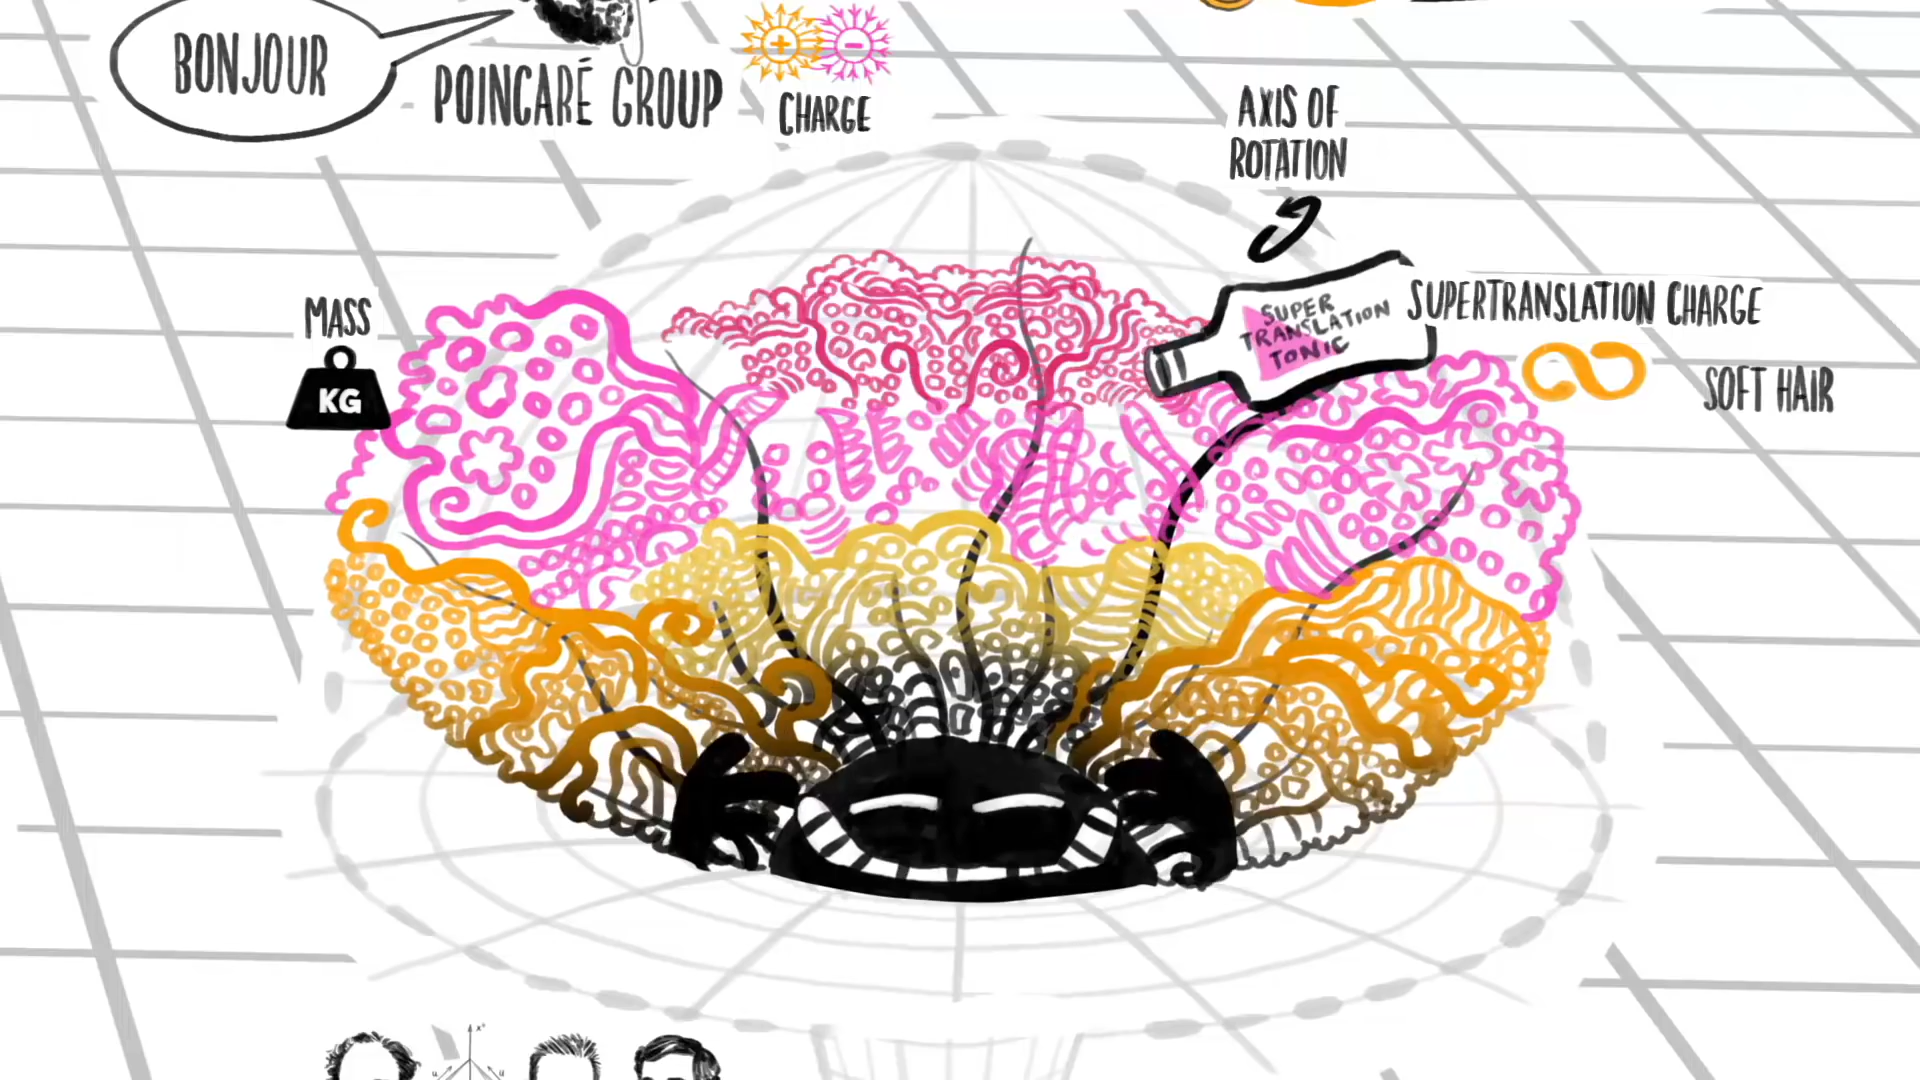 BONJOUR
POINCARÉ GROUP
+
−
CHARGE
AXIS OF
ROTATION
MASS
KG
SUPER
TRANSLATION
TONIC
SUPERTRANSLATION CHARGE
SOFT HAIR